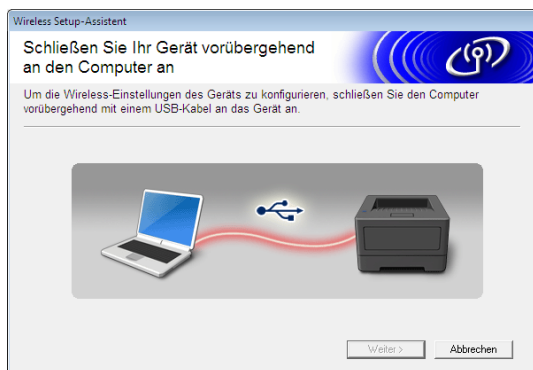 Wireless Setup-Assistent
Schließen Sie Ihr Gerät vorübergehend
an den Computer an
Um die Wireless-Einstellungen des Geräts zu konfigurieren, schließen Sie den Computer
vorübergehend mit einem USB-Kabel an das Gerät an.
Weiter >
Abbrechen